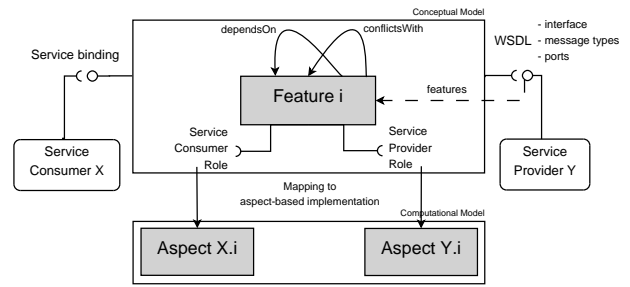 Conceptual Model
dependsOn
conflictsWith
- interface
WSDL - message types
- ports
Service binding
Feature i
features
Service
Consumer
Role
Service
Provider
Role
Service
Consumer X
Service
Provider Y
Mapping to
aspect-based implementation
Computational Model
Aspect X.i
Aspect Y.i